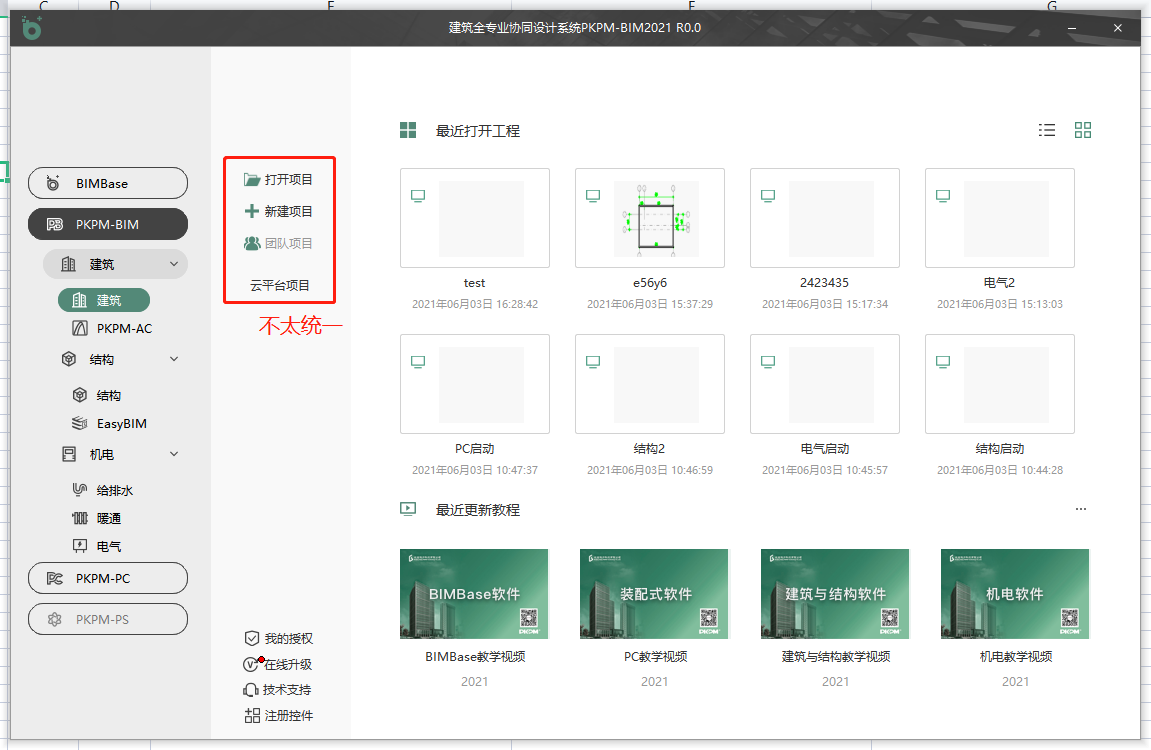 C D E F G
建筑全专业协同设计系统PKPM-BIM2021 R0.0
BIMBase
PKPM-BIM
建筑
建筑
PKPM-AC
结构
结构
EasyBIM
机电
给排水
暖通
电气
PKPM-PC
PKPM-PS
打开项目
新建项目
团队项目
云平台项目
不太统一
我的授权
在线升级
技术支持
注册控件
最近打开工程
test
e56y6
2423435
电气2
2021年06月03日 16:28:42
2021年06月03日 15:37:29
2021年06月03日 15:17:34
2021年06月03日 15:13:03
PC启动
结构2
电气启动
结构启动
2021年06月03日 10:47:37
2021年06月03日 10:46:59
2021年06月03日 10:45:57
2021年06月03日 10:44:28
最近更新教程
BIMBase软件
PKPM
装配式软件
PKPM
建筑与结构软件
PKPM
机电软件
PKPM
BIMBase教学视频
PC教学视频
建筑与结构教学视频
机电教学视频
2021
2021
2021
2021